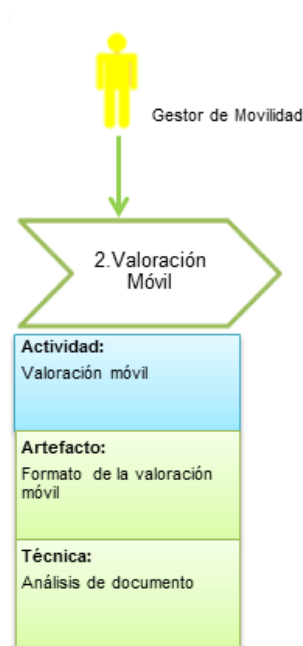 Gestor de Movilidad
2.Valoración
Móvil
Actividad:
Valoración móvil
Artefacto:
Formato de la valoración
móvil
Técnica:
Análisis de documento